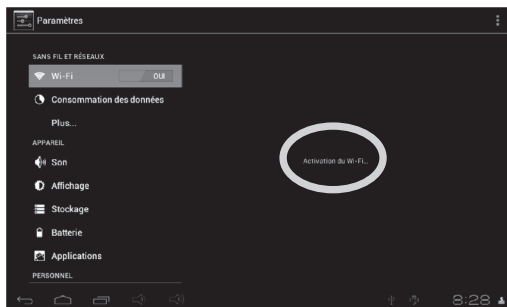 Paramètres
SANS FIL ET RÉSEAUX
Wi-Fi OUI
Consommation des données
Plus...
APPAREIL
Son
Activation du Wi-Fi...
Affichage
Stockage
Batterie
Applications
PERSONNEL
8:28